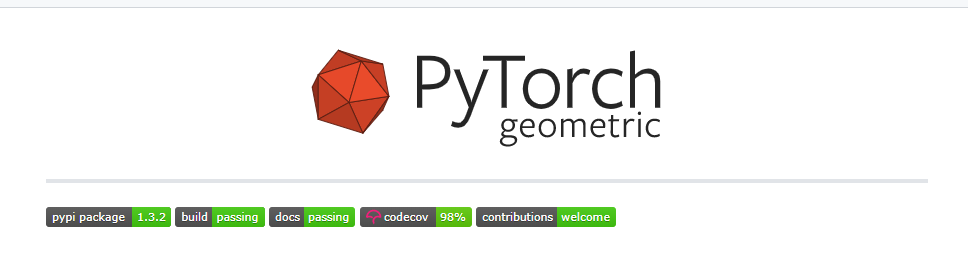 PyTorch
geometric
pypi package 1.3.2 build passing docs passing codecov 98% contributions welcome